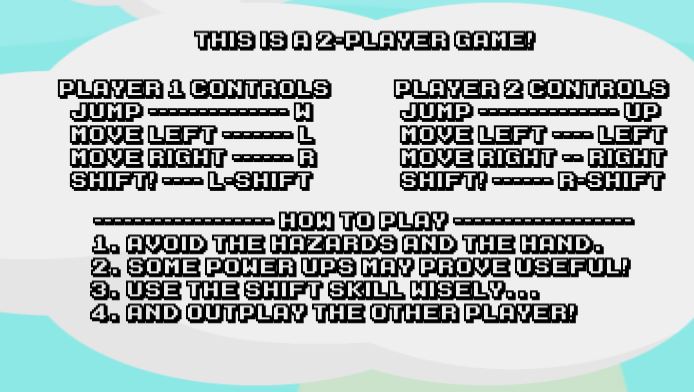 THIS IS A 2-PLAYER GAME!
PLAYER 1 CONTROLS
JUMP -------------- W
MOVE LEFT ------- L
MOVE RIGHT ------ R
SHIFT! ---- L-SHIFT
PLAYER 2 CONTROLS
JUMP -------------- UP
MOVE LEFT ---- LEFT
MOVE RIGHT -- RIGHT
SHIFT! ------ R-SHIFT
------------------ HOW TO PLAY ------------------
1. AVOID THE HAZARDS AND THE HAND.
2. SOME POWER UPS MAY PROVE USEFUL!
3. USE THE SHIFT SKILL WISELY...
4. AND OUTPLAY THE OTHER PLAYER!